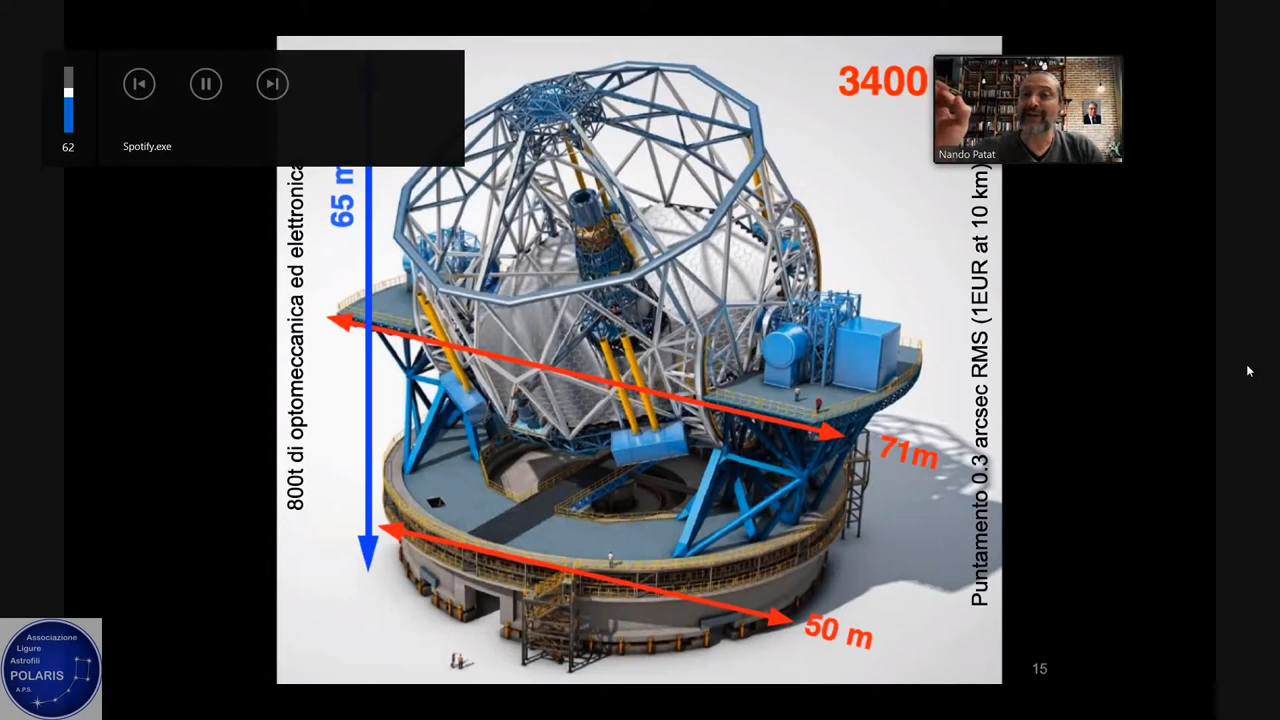 62
Spotify.exe
3400
Nando Patat
65 m
800t di optomeccanica ed elettronica
Puntamento 0.3 arcsec RMS (1EUR at 10 km)
71m
50 m
Associazione
Ligure
Astrofili
POLARIS
A.P.S.
15